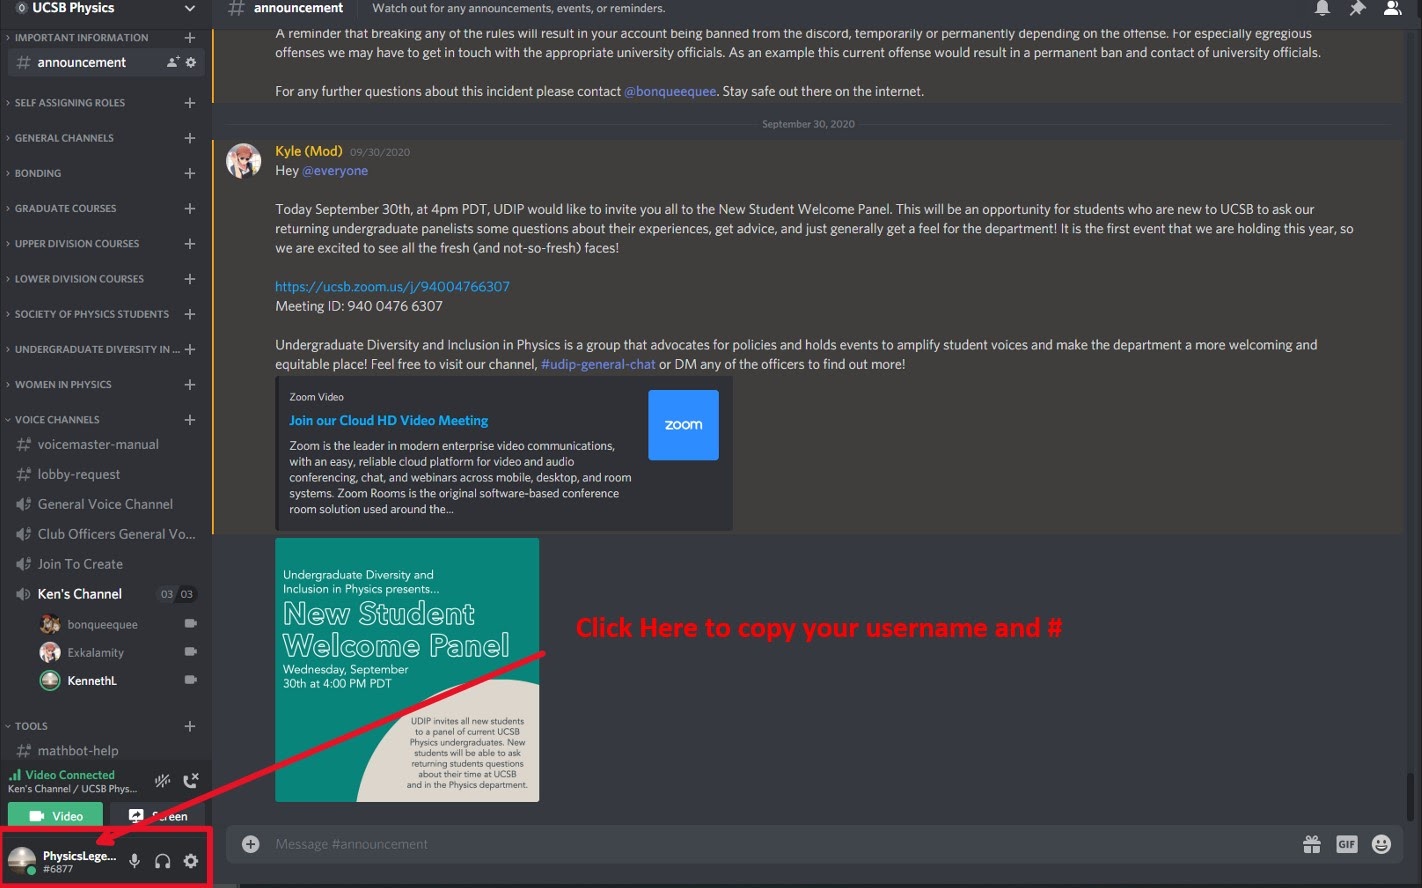 UCSB Physics
IMPORTANT INFORMATION
announcement
SELF ASSIGNING ROLES
GENERAL CHANNELS
BONDING
GRADUATE COURSES
UPPER DIVISION COURSES
LOWER DIVISION COURSES
SOCIETY OF PHYSICS STUDENTS
UNDERGRADUATE DIVERSITY IN ...
WOMEN IN PHYSICS
VOICE CHANNELS
voicemaster-manual
lobby-request
General Voice Channel
Club Officers General Vo...
Join To Create
Ken's Channel 03 03
bonqueequee
Exkalamity
KennethL
TOOLS
mathbot-help
Video Connected
Ken's Channel / UCSB Phys...
Video
PhysicsLege...
#6877
# announcement Watch out for any announcements, events, or reminders.
A reminder that breaking any of the rules will result in your account being banned from the discord, temporarily or permanently depending on the offense. For especially egregious
offenses we may have to get in touch with the appropriate university officials. As an example this current offense would result in a permanent ban and contact of university officials.
For any further questions about this incident please contact @bonqueequee. Stay safe out there on the internet.
September 30, 2020
Kyle (Mod) 09/30/2020
Hey @everyone
Today September 30th, at 4pm PDT, UDIP would like to invite you all to the New Student Welcome Panel. This will be an opportunity for students who are new to UCSB to ask our
returning undergraduate panelists some questions about their experiences, get advice, and just generally get a feel for the department! It is the first event that we are holding this year, so
we are excited to see all the fresh (and not-so-fresh) faces!
https://ucsb.zoom.us/j/94004766307
Meeting ID: 940 0476 6307
Undergraduate Diversity and Inclusion in Physics is a group that advocates for policies and holds events to amplify student voices and make the department a more welcoming and
equitable place! Feel free to visit our channel, #udip-general-chat or DM any of the officers to find out more!
Zoom Video
Join our Cloud HD Video Meeting
Zoom is the leader in modern enterprise video communications,
with an easy, reliable cloud platform for video and audio
conferencing, chat, and webinars across mobile, desktop, and room
systems. Zoom Rooms is the original software-based conference
room solution used around the...
zoom
Undergraduate Diversity and
Inclusion in Physics presents...
New Student
Welcome Panel
Wednesday, September
30th at 4:00 PM PDT
UDIP invites all new students
to a panel of current UCSB
Physics undergraduates. New
students will be able to ask
returning students questions
about their time at UCSB
and in the Physics department.
Click Here to copy your username and #
Message #announcement
GIF